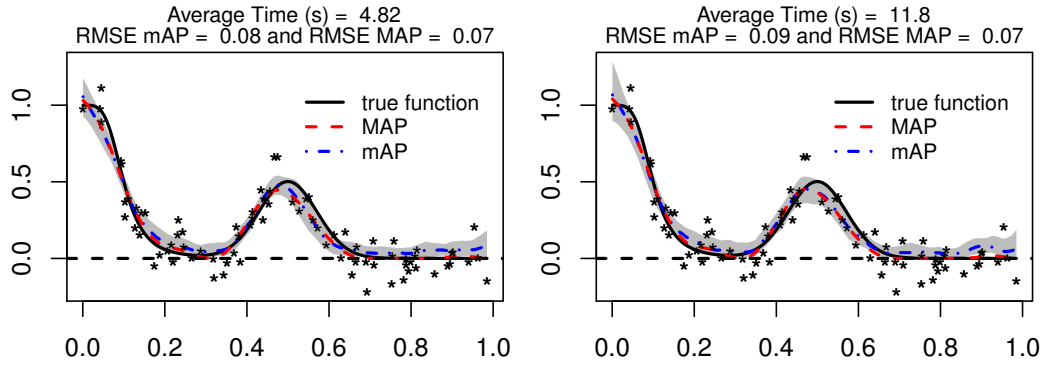 Average Time (s) = 4.82
RMSE mAP = 0.08 and RMSE MAP = 0.07
true function
MAP
mAP
1.0
0.5
0.0
0.0 0.2 0.4 0.6 0.8 1.0
Average Time (s) = 11.8
RMSE mAP = 0.09 and RMSE MAP = 0.07
true function
MAP
mAP
1.0
0.5
0.0
0.0 0.2 0.4 0.6 0.8 1.0